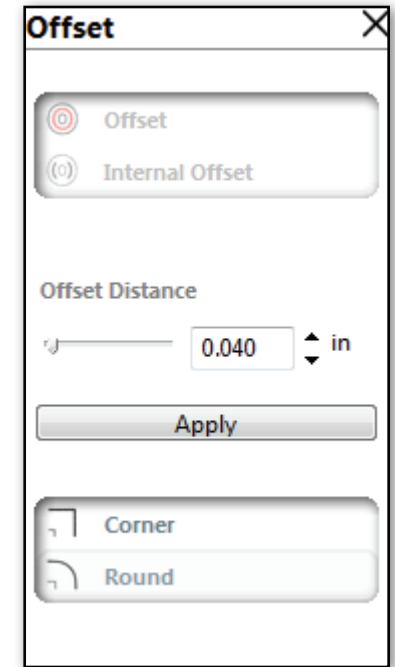 Offset
Offset
Internal Offset
Offset Distance
0.040 in
Apply
Corner
Round